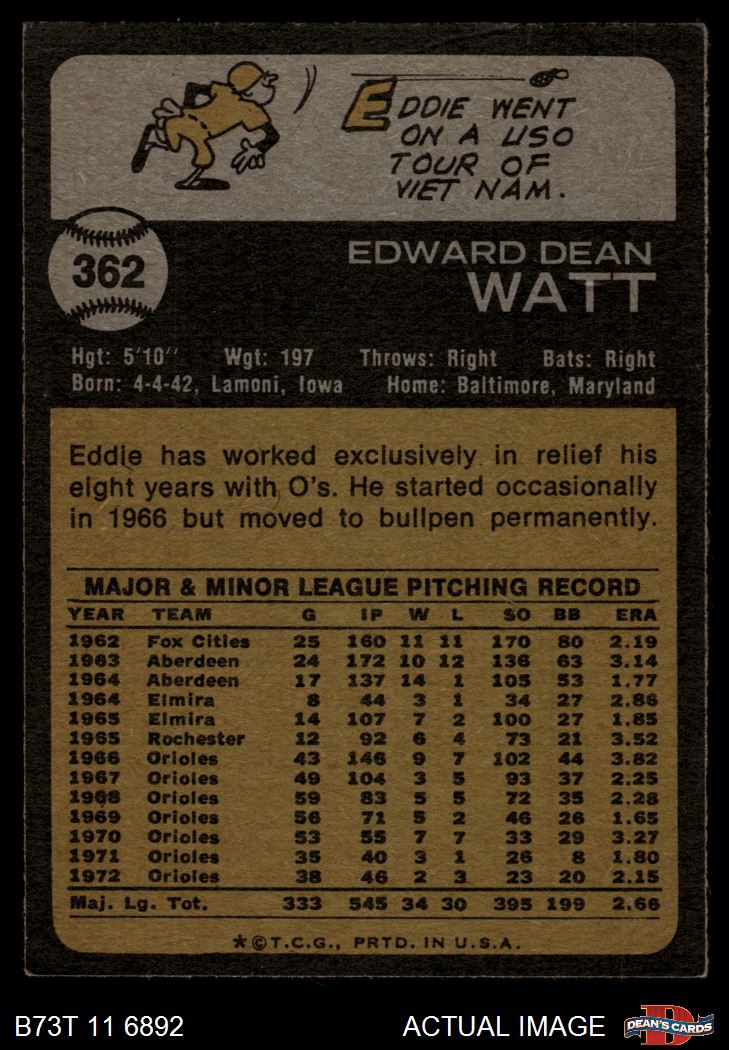 EDDIE WENT
ON A USO
TOUR OF
VIET NAM.
362
EDWARD DEAN
WATT
Hgt: 5'10" Wgt: 197 Throws: Right Bats: Right
Born: 4-4-42, Lamoni, Iowa Home: Baltimore, Maryland
Eddie has worked exclusively in relief his
eight years with O's. He started occasionally
in 1966 but moved to bullpen permanently.
MAJOR & MINOR LEAGUE PITCHING RECORD
YEAR TEAM G IP W L SO BB ERA
1962 Fox Cities 25 160 11 11 170 80 2.19
1963 Aberdeen 24 172 10 12 136 63 3.14
1964 Aberdeen 17 137 14 1 105 53 1.77
1964 Elmira 8 44 3 1 34 27 2.86
1965 Elmira 14 107 7 2 100 27 1.85
1965 Rochester 12 92 6 4 73 21 3.52
1966 Orioles 43 146 9 7 102 44 3.82
1967 Orioles 49 104 3 5 93 37 2.25
1968 Orioles 59 83 5 5 72 35 2.28
1969 Orioles 56 71 5 2 46 26 1.65
1970 Orioles 53 55 7 7 33 29 3.27
1971 Orioles 35 40 3 1 26 8 1.80
1972 Orioles 38 46 2 3 23 20 2.15
Maj. Lg. Tot. 333 545 34 30 395 199 2.66
*©T.C.G., PRTD. IN U.S.A.
B73T 11 6892 ACTUAL IMAGE D DEAN'S CARDS